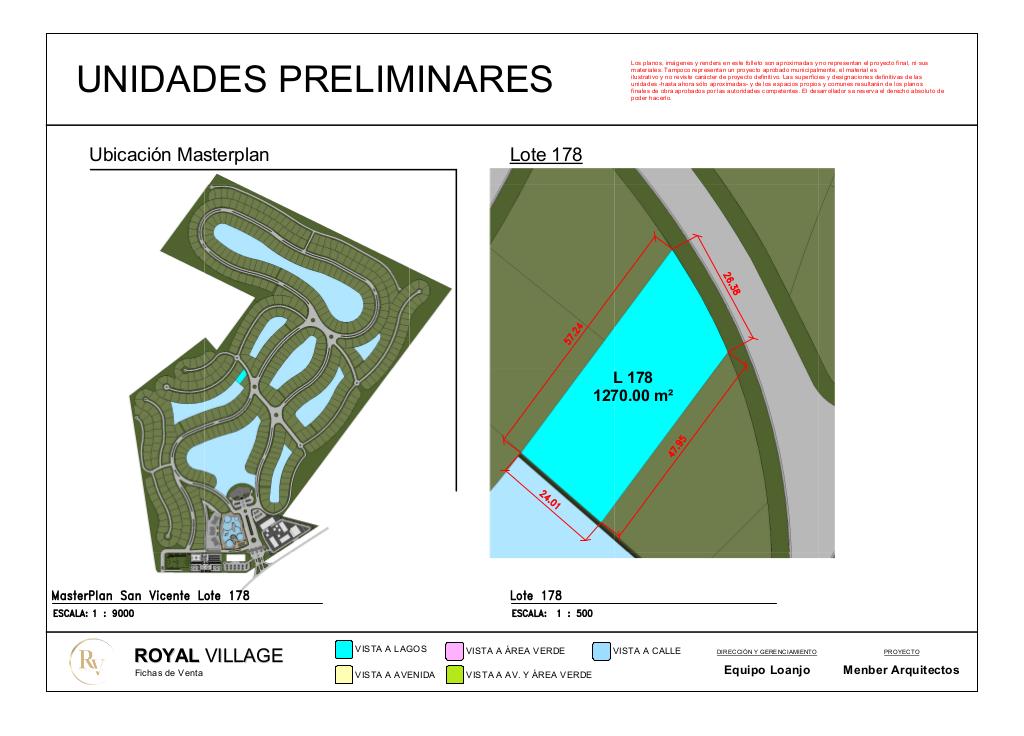 UNIDADES PRELIMINARES
Los planos, imágenes y renders en este folleto son aproximadas y no representan el proyecto final, ni sus
materiales. Tampoco representan un proyecto aprobado municipalmente, el material es
ilustrativo y no reviste carácter de proyecto definitivo. Las superficies y designaciones definitivas de las
unidades -hasta ahora sólo aproximadas- y de los espacios propios y comunes resultarán de los planos
finales de obra aprobados por las autoridades competentes. El desarrollador se reserva el derecho absoluto de
poder hacerlo.
Ubicación Masterplan
Lote 178
26.38
57.24
L 178
1270.00 m²
47.95
24.01
MasterPlan San Vicente Lote 178
ESCALA: 1 : 9000
Lote 178
ESCALA: 1 : 500
RV
ROYAL VILLAGE
Fichas de Venta
VISTA A LAGOS
VISTA A ÁREA VERDE
VISTA A CALLE
VISTA A AVENIDA
VISTA A AV. Y ÁREA VERDE
DIRECCIÓN Y GERENCIAMIENTO
Equipo Loanjo
PROYECTO
Menber Arquitectos